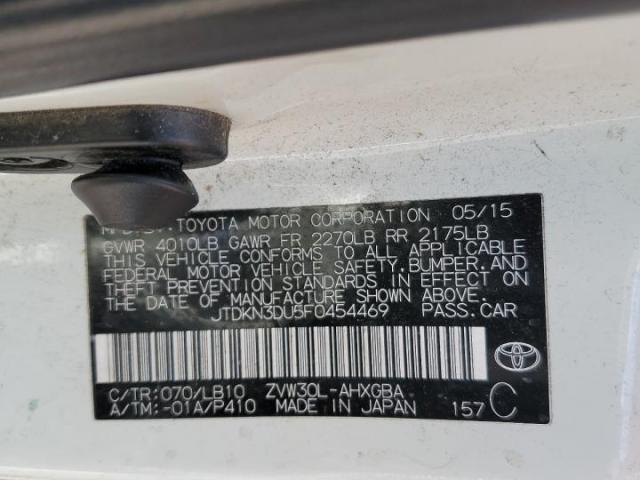 TOYOTA MOTOR CORPORATION 05/15
GVWR 4010LB GAWR FR 2270LB RR 2175LB
THIS VEHICLE CONFORMS TO ALL APPLICABLE
FEDERAL MOTOR VEHICLE SAFETY, BUMPER, AND
THEFT PREVENTION STANDARDS IN EFFECT ON
DATE OF MANUFACTURE SHOWN ABOVE.
JTDKN3DU5F0454469 PASS.CAR
C/TR:070/LB10 ZVW30L-AHXGBA
A/TM:-01A/P410 MADE IN JAPAN 157 C
TOYOTA